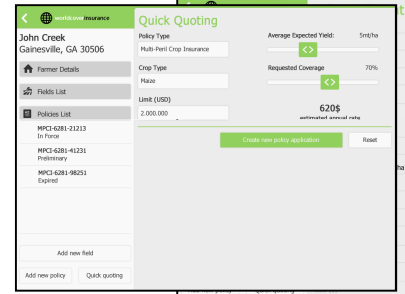 worldcoverinsurance
John Creek
Gainesville, GA 30506
Farmer Details
Fields List
Policies List
MPCI-6281-21213
In Force
MPCI-6281-41231
Preliminary
MPCI-6281-98251
Expired
Add new field
Add new policy
Quick quoting
Quick Quoting
Policy Type
Multi-Peril Crop Insurance
Crop Type
Maize
Limit (USD)
2.000.000
Average Expected Yield:
5mt/ha
Requested Coverage
70%
620$
estimated annual rate
Create new policy application
Reset
t
ha